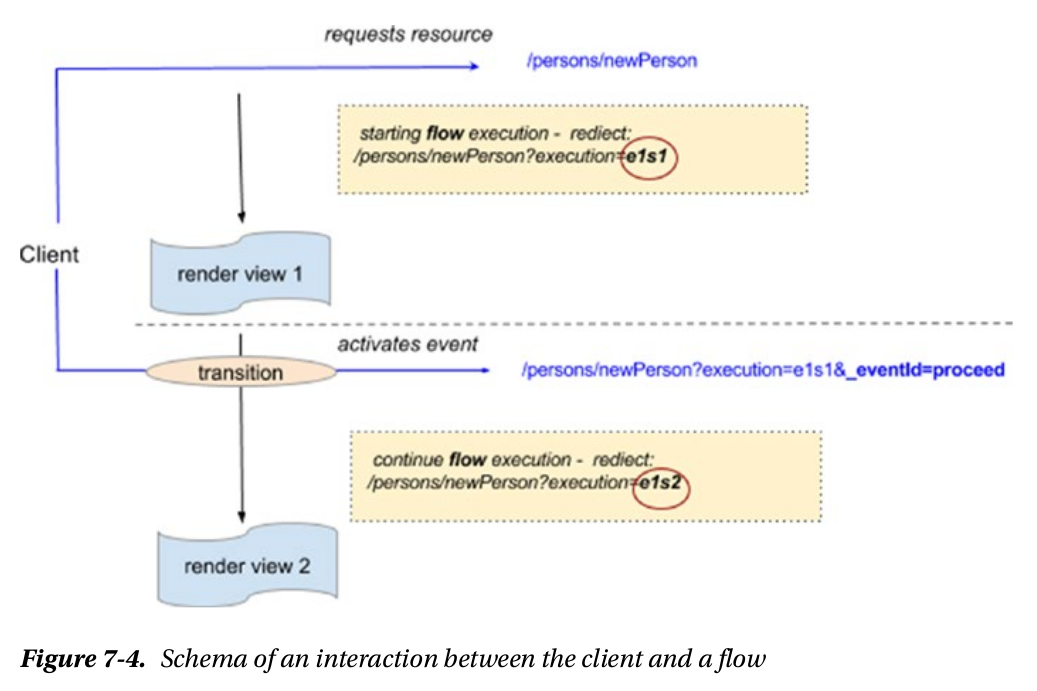 requests resource
/persons/newPerson
starting flow execution - rediect:
/persons/newPerson?execution=e1s1
Client
render view 1
activates event
transition
/persons/newPerson?execution=e1s1&_eventId=proceed
continue flow execution - rediect:
/persons/newPerson?execution=e1s2
render view 2
Figure 7-4. Schema of an interaction between the client and a flow